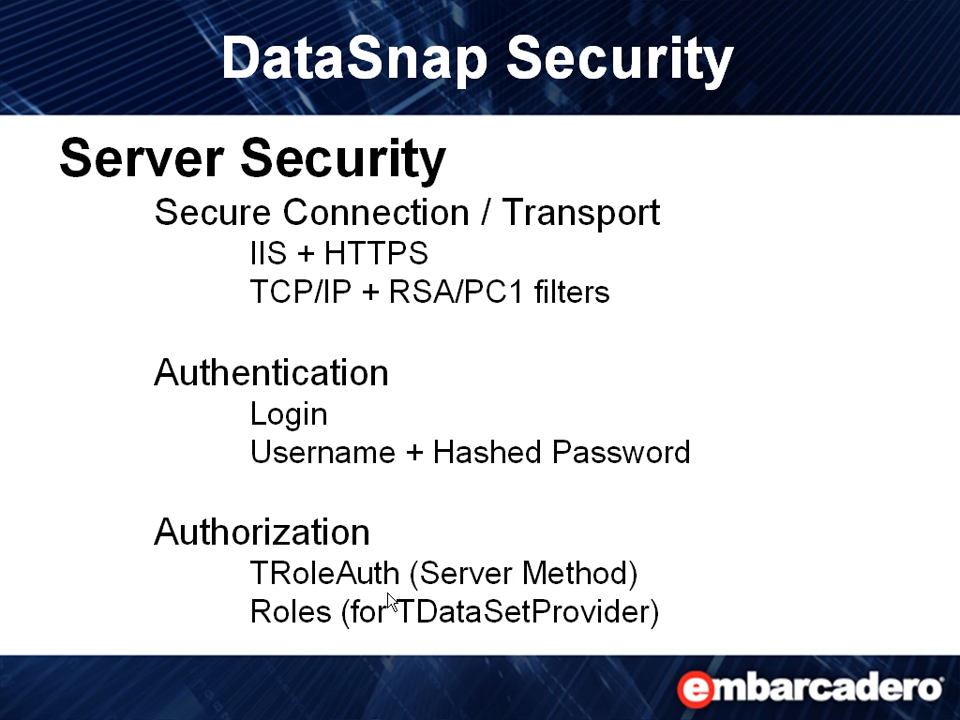 DataSnap Security
Server Security
Secure Connection / Transport
IIS + HTTPS
TCP/IP + RSA/PC1 filters
Authentication
Login
Username + Hashed Password
Authorization
TRoleAuth (Server Method)
Roles (for TDataSetProvider)
embarcadero